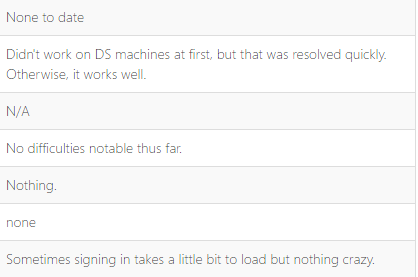 None to date
Didn't work on DS machines at first, but that was resolved quickly.
Otherwise, it works well.
N/A
No difficulties notable thus far.
Nothing.
none
Sometimes signing in takes a little bit to load but nothing crazy.